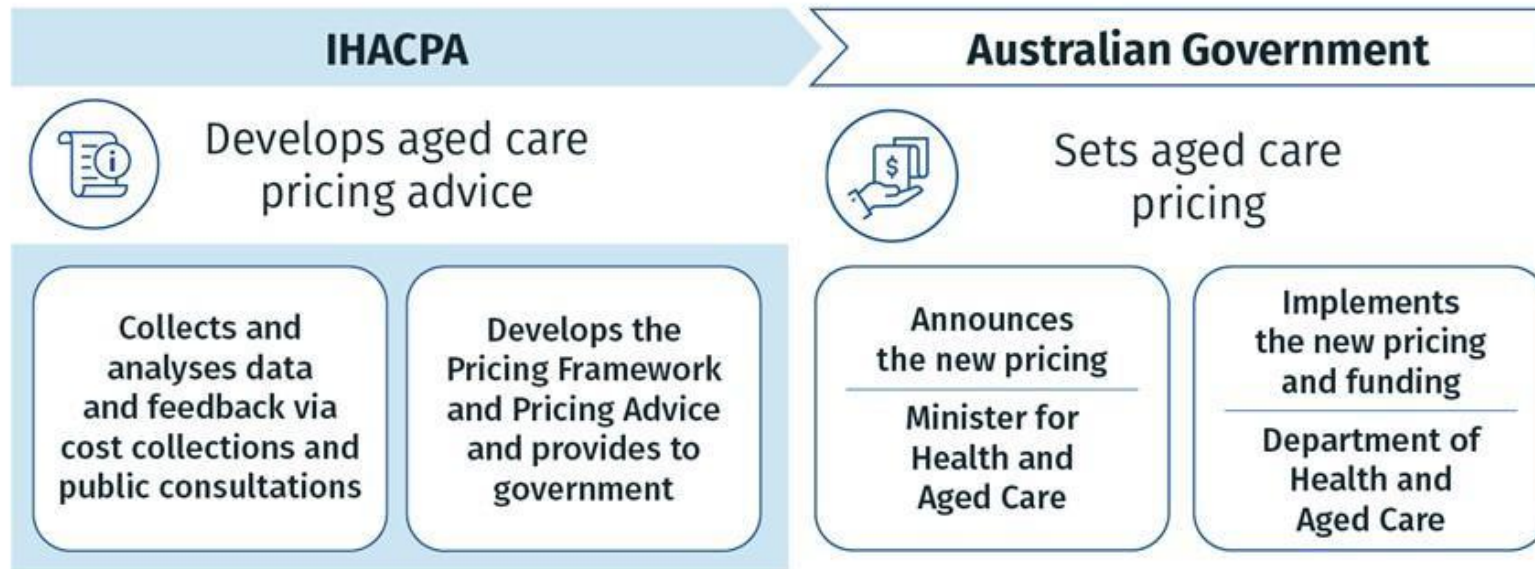 IHACPA
Australian Government
Develops aged care
pricing advice
Sets aged care
pricing
Collects and
analyses data
and feedback via
cost collections and
public consultations
Develops the
Pricing Framework
and Pricing Advice
and provides to
government
Announces
the new pricing
Minister for
Health and
Aged Care
Implements
the new pricing
and funding
Department of
Health and
Aged Care